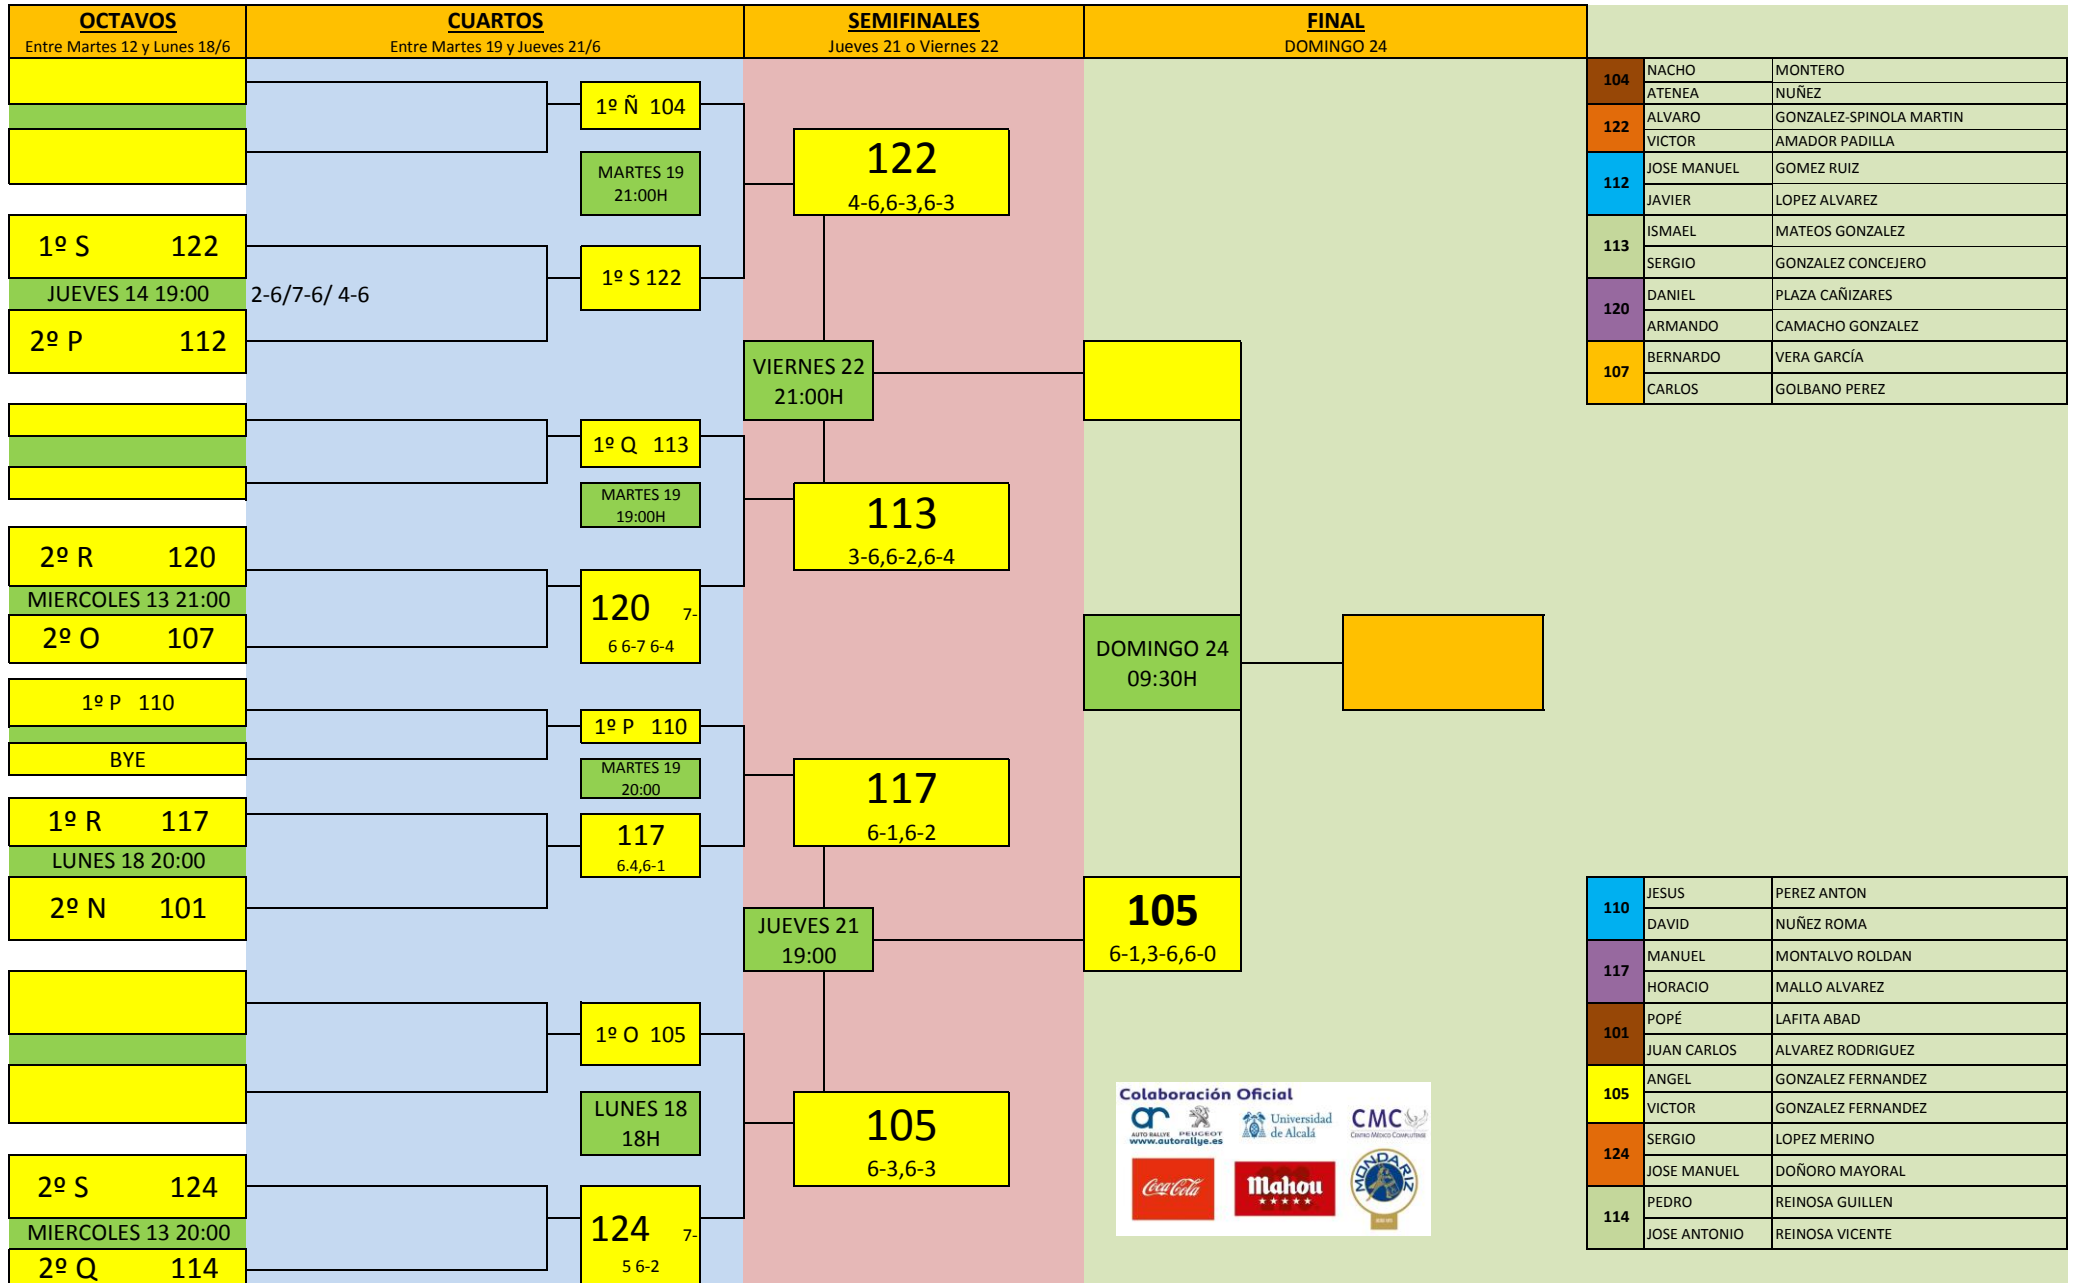 OCTAVOS
Entre Martes 12 y Lunes 18/6
CUARTOS
Entre Martes 19 y Jueves 21/6
SEMIFINALES
Jueves 21 o Viernes 22
FINAL
DOMINGO 24
1º S 122
JUEVES 14 19:00
2º P 112
2º R 120
MIERCOLES 13 21:00
2º O 107
1º P 110
BYE
1º R 117
LUNES 18 20:00
2º N 101
2º S 124
MIERCOLES 13 20:00
2º Q 114
2-6/7-6/ 4-6
1º Ñ 104
MARTES 19
21:00H
1º S 122
1º Q 113
MARTES 19
19:00H
120 7-
6 6-7 6-4
1º P 110
MARTES 19
20:00
117
6.4,6-1
1º O 105
LUNES 18
18H
124 7-
5 6-2
122
4-6,6-3,6-3
VIERNES 22
21:00H
113
3-6,6-2,6-4
117
6-1,6-2
JUEVES 21
19:00
105
6-3,6-3
DOMINGO 24
09:30H
105
6-1,3-6,6-0
104 NACHO MONTERO
ATENEA NUÑEZ
122 ALVARO GONZALEZ-SPINOLA MARTIN
VICTOR AMADOR PADILLA
112 JOSE MANUEL GOMEZ RUIZ
JAVIER LOPEZ ALVAREZ
113 ISMAEL MATEOS GONZALEZ
SERGIO GONZALEZ CONCEJERO
120 DANIEL PLAZA CAÑIZARES
ARMANDO CAMACHO GONZALEZ
107 BERNARDO VERA GARCÍA
CARLOS GOLBANO PEREZ
110 JESUS PEREZ ANTON
DAVID NUÑEZ ROMA
117 MANUEL MONTALVO ROLDAN
HORACIO MALLO ALVAREZ
101 POPÉ LAFITA ABAD
JUAN CARLOS ALVAREZ RODRIGUEZ
105 ANGEL GONZALEZ FERNANDEZ
VICTOR GONZALEZ FERNANDEZ
124 SERGIO LOPEZ MERINO
JOSE MANUEL DOÑORO MAYORAL
114 PEDRO REINOSA GUILLEN
JOSE ANTONIO REINOSA VICENTE
Colaboración Oficial
ar
AUTO RALLYE PEUGEOT
www.autorallye.es
Universidad
de Alcalá
CMC
CENTRO MÉDICO COMPLUTENSE
Coca-Cola
Mahou
MONDARIZ